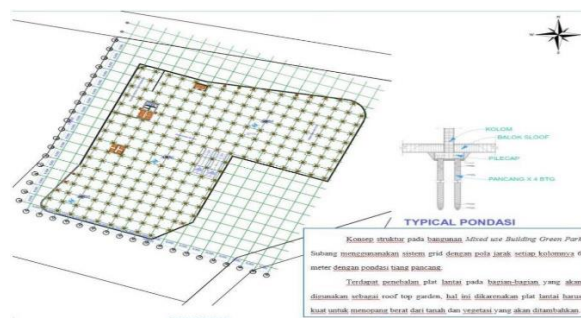 KOLOM
BALOK SLOOF
PILECAP
PANCANG X 4 BTG
TYPICAL PONDASI
Konsep struktur pada bangunan Mixed use Building Green Park
Subang menggunanakan sistem grid dengan pola jarak setiap kolomnya 6
meter dengan pondasi tiang pancang.
Terdapat penebalan plat lantai pada bagian-bagian yang akan
digunakan sebagai roof top garden, hal ini dikarenakan plat lantai harus
kuat untuk menopang berat dari tanah dan vegetasi yang akan ditambahkan.